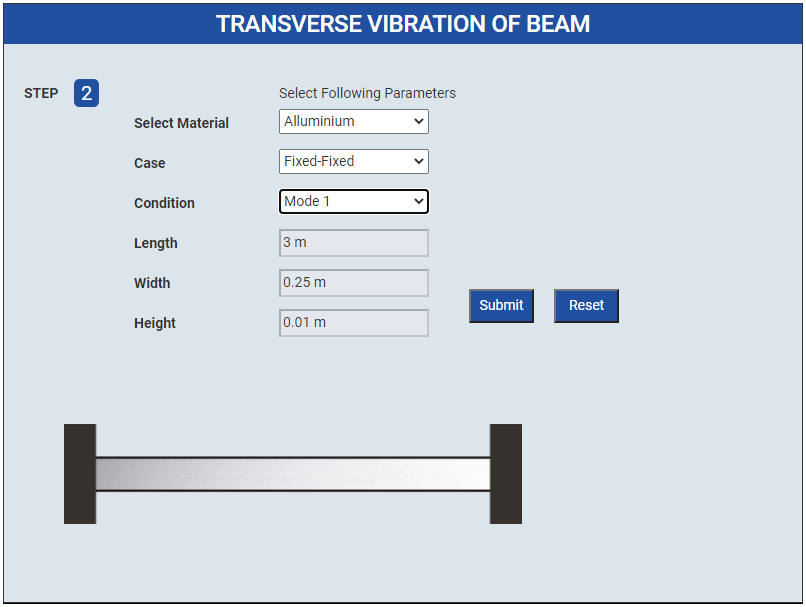 TRANSVERSE VIBRATION OF BEAM
STEP 2 Select Following Parameters
Select Material Alluminium
Case Fixed-Fixed
Condition Mode 1
Length 3 m
Width 0.25 m
Height 0.01 m
Submit Reset